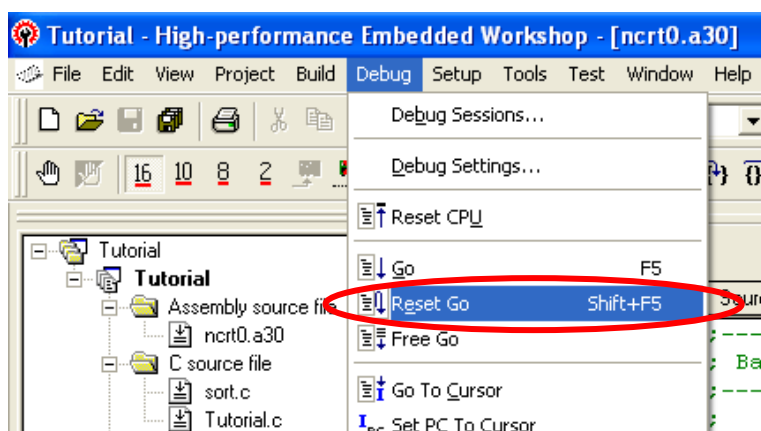 Tutorial - High-performance Embedded Workshop - [ncrt0.a30]
File Edit View Project Build Debug Setup Tools Test Window Help
Debug Sessions...
16 10 8 2
Debug Settings...
Reset CPU
Tutorial
Go F5
Tutorial
Reset Go Shift+F5
Assembly source file
ncrt0.a30
Free Go
;----
; Ba
;----
;
C source file
sort.c
Go To Cursor
Tutorial.c
Set PC To Cursor